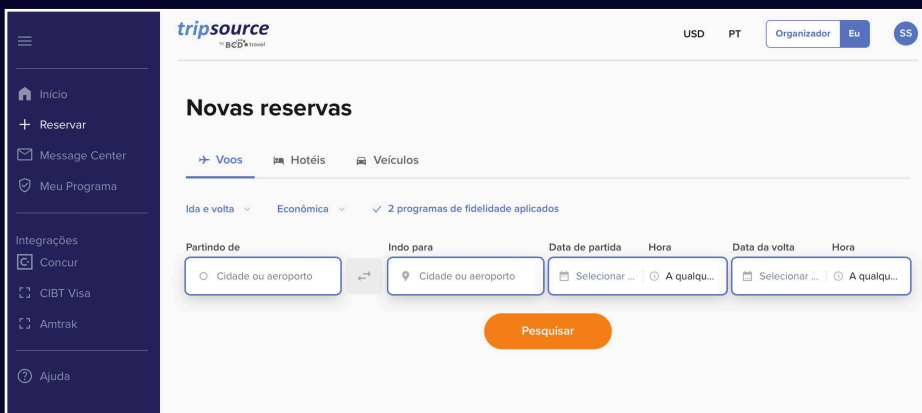 tripsource
by BCD travel
USD PT Organizador Eu SS
Início
Reservar
Message Center
Meu Programa
Integrações
Concur
CIBT Visa
Amtrak
Ajuda
Novas reservas
Voos Hotéis Veículos
Ida e volta Econômica 2 programas de fidelidade aplicados
Partindo de Indo para Data de partida Hora Data da volta Hora
Cidade ou aeroporto Cidade ou aeroporto Selecionar ... A qualqu... Selecionar ... A qualqu...
Pesquisar